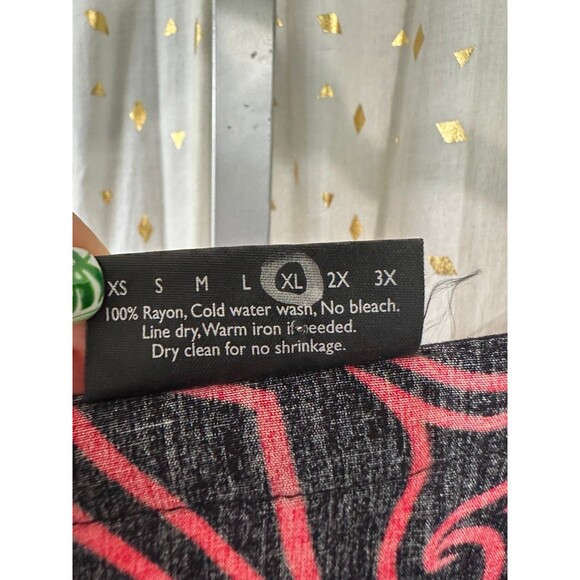 XS S M L XL 2X 3X
100% Rayon, Cold water wash, No bleach.
Line dry, Warm iron if needed.
Dry clean for no shrinkage.